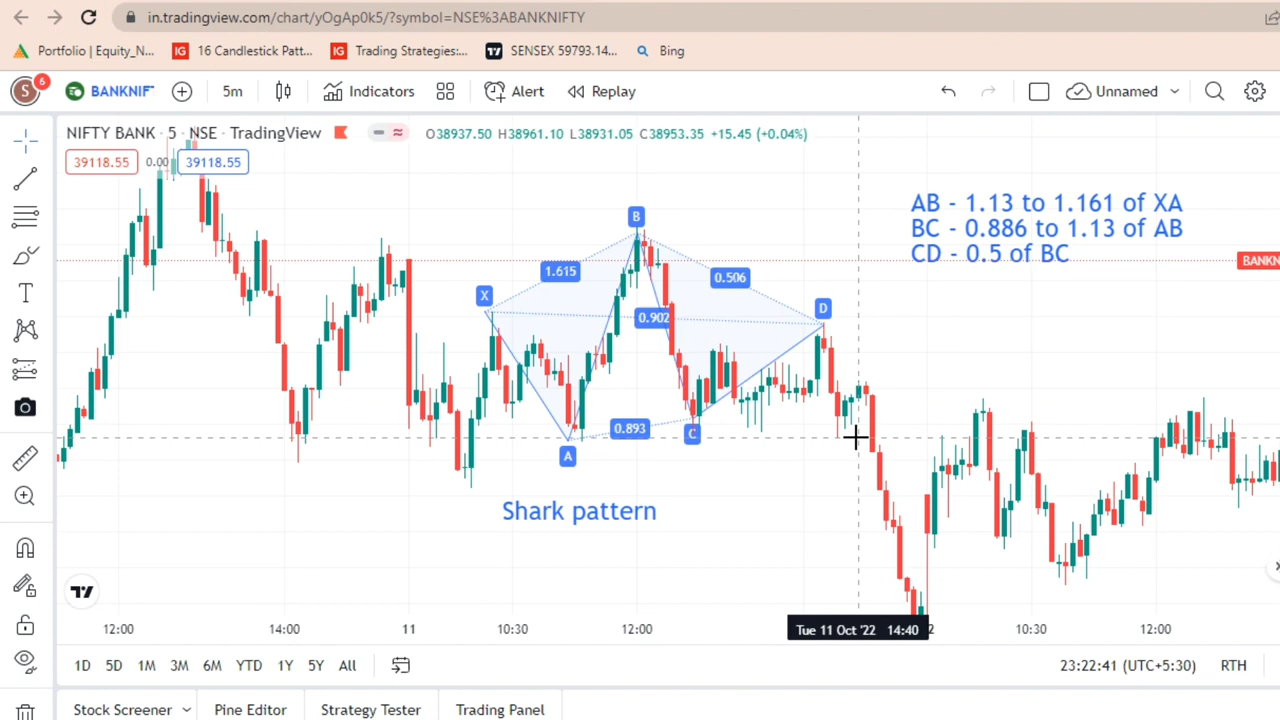 in.tradingview.com/chart/yOgAp0k5/?symbol=NSE%3ABANKNIFTY
Portfolio | Equity_N... IG 16 Candlestick Patt... IG Trading Strategies:... SENSEX 59793.14... Bing
S 6 BANKNIF 5m Indicators Alert Replay Unnamed
NIFTY BANK · 5 · NSE · TradingView O38937.50 H38961.10 L38931.05 C38953.35 +15.45 (+0.04%)
39118.55 0.00 39118.55
AB - 1.13 to 1.161 of XA
BC - 0.886 to 1.13 of AB
CD - 0.5 of BC
BANKN
B
1.615
0.506
X
D
0.902
0.893
C
A
Shark pattern
12:00 14:00 11 10:30 12:00 Tue 11 Oct '22 14:40 2 10:30 12:00
1D 5D 1M 3M 6M YTD 1Y 5Y All 23:22:41 (UTC+5:30) RTH
Stock Screener Pine Editor Strategy Tester Trading Panel